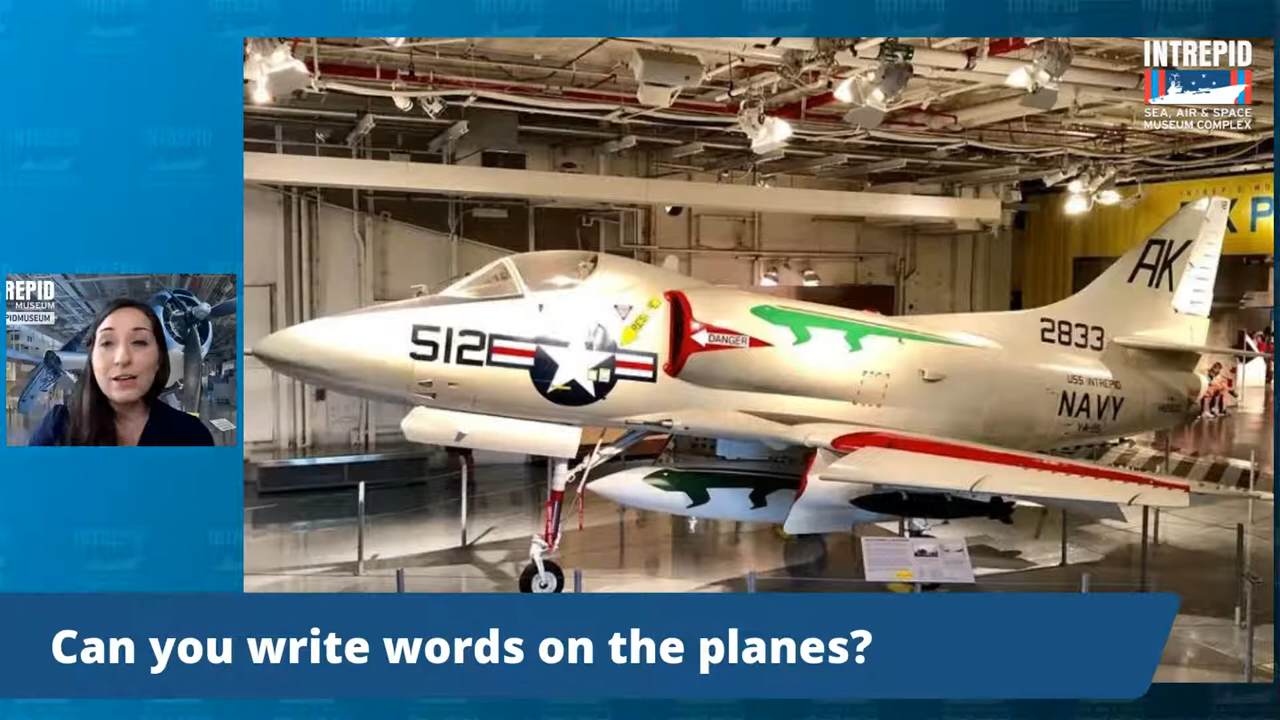 INTREPID
SEA, AIR & SPACE
MUSEUM COMPLEX
AK
512
DANGER
2833
USS INTREPID
NAVY
REPID
MUSEUM
PIDMUSEUM
Can you write words on the planes?